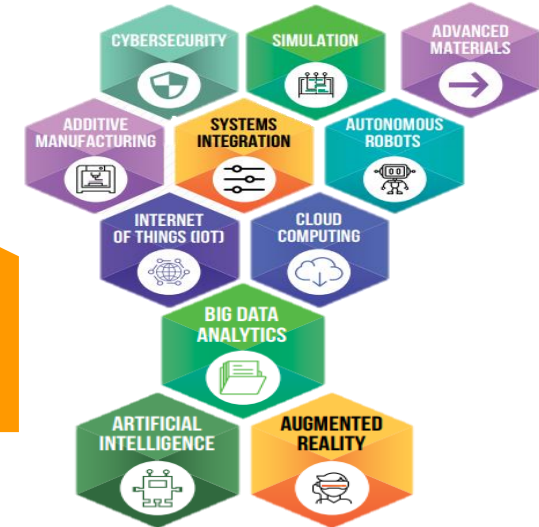 CYBERSECURITY
SIMULATION
ADVANCED
MATERIALS
ADDITIVE
MANUFACTURING
SYSTEMS
INTEGRATION
AUTONOMOUS
ROBOTS
INTERNET
OF THINGS (IOT)
CLOUD
COMPUTING
BIG DATA
ANALYTICS
ARTIFICIAL
INTELLIGENCE
AUGMENTED
REALITY